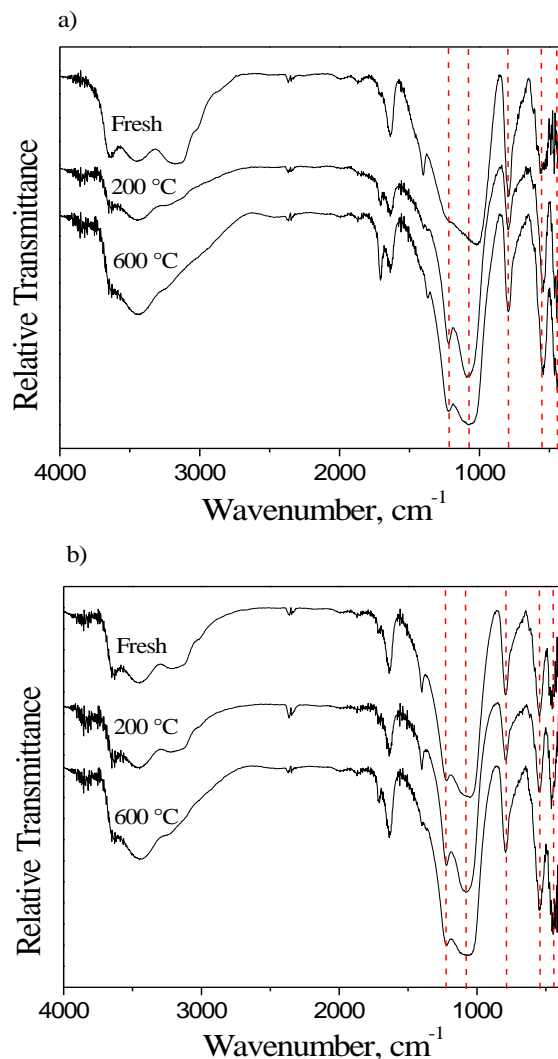 a)
Fresh
200 °C
600 °C
Relative Transmittance
4000 3000 2000 1000
Wavenumber, cm⁻¹
b)
Fresh
200 °C
600 °C
Relative Transmittance
4000 3000 2000 1000
Wavenumber, cm⁻¹